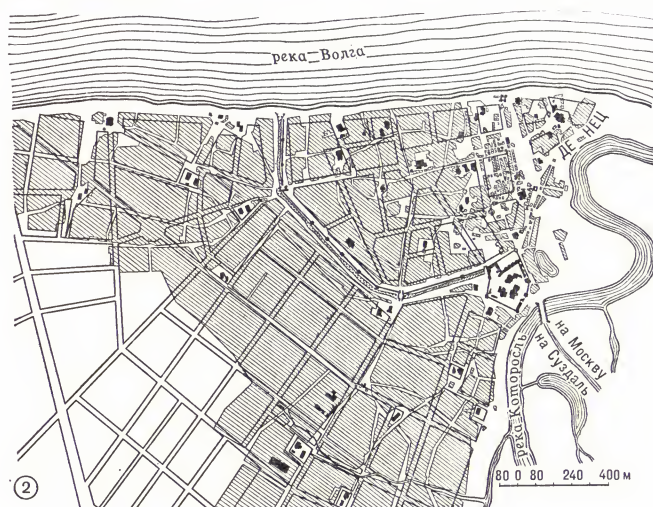 река Волга
ДЕ НЕЦ
на Москву
на Суздаль
река Которосль
80 0 80 240 400 м
2